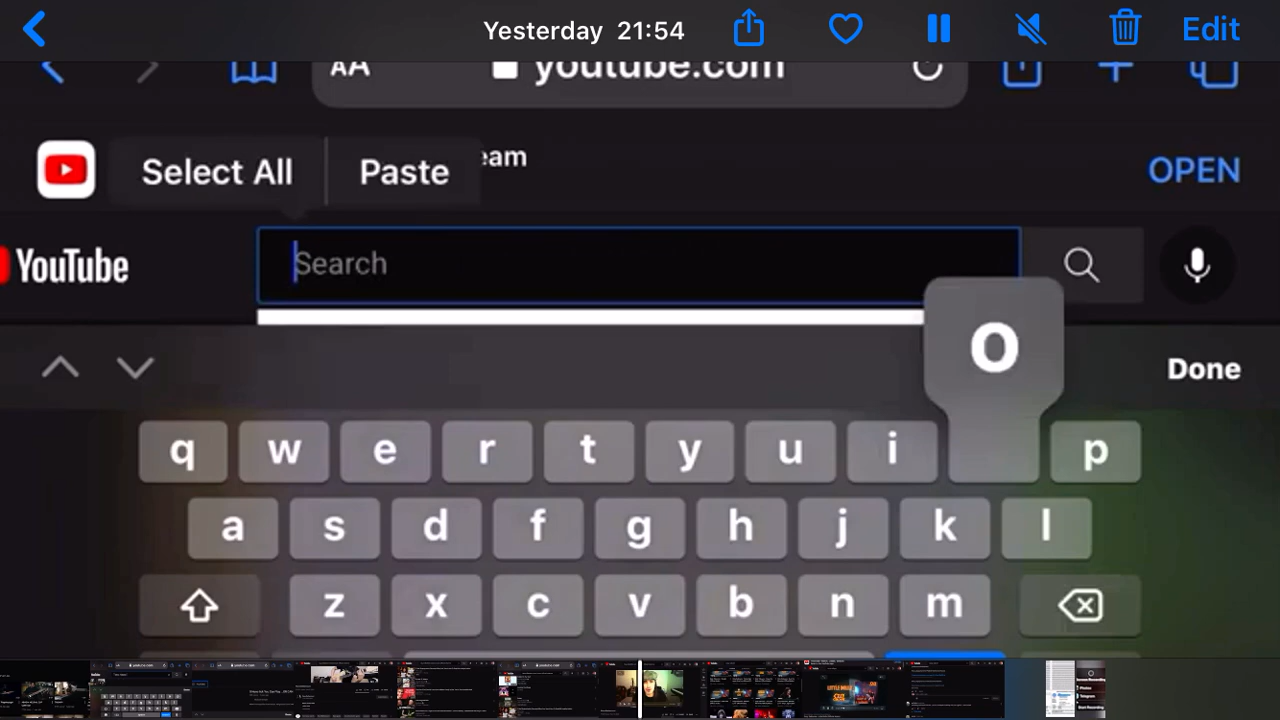 Yesterday 21:54
Edit
AA youtube.com
Select All Paste eam
OPEN
YouTube
Search
o
Done
q w e r t y u i p
a s d f g h j k l
z x c v b n m